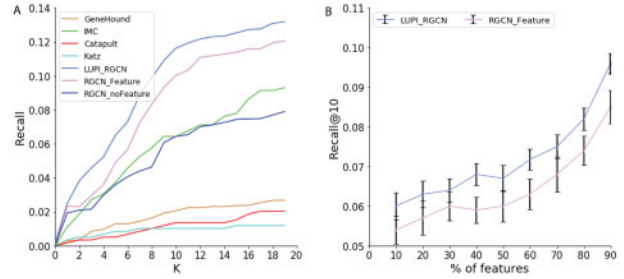 A
0.14
0.12
0.10
0.08
0.06
0.04
0.02
0.00
Recall
GeneHound
IMC
Catapult
Katz
LUPI_RGCN
RGCN_Feature
RGCN_noFeature
0 2 4 6 8 10 12 14 16 18 20
K
B
0.11
0.10
0.09
0.08
0.07
0.06
0.05
Recall@10
LUPI_RGCN RGCN_Feature
0 10 20 30 40 50 60 70 80 90
% of features